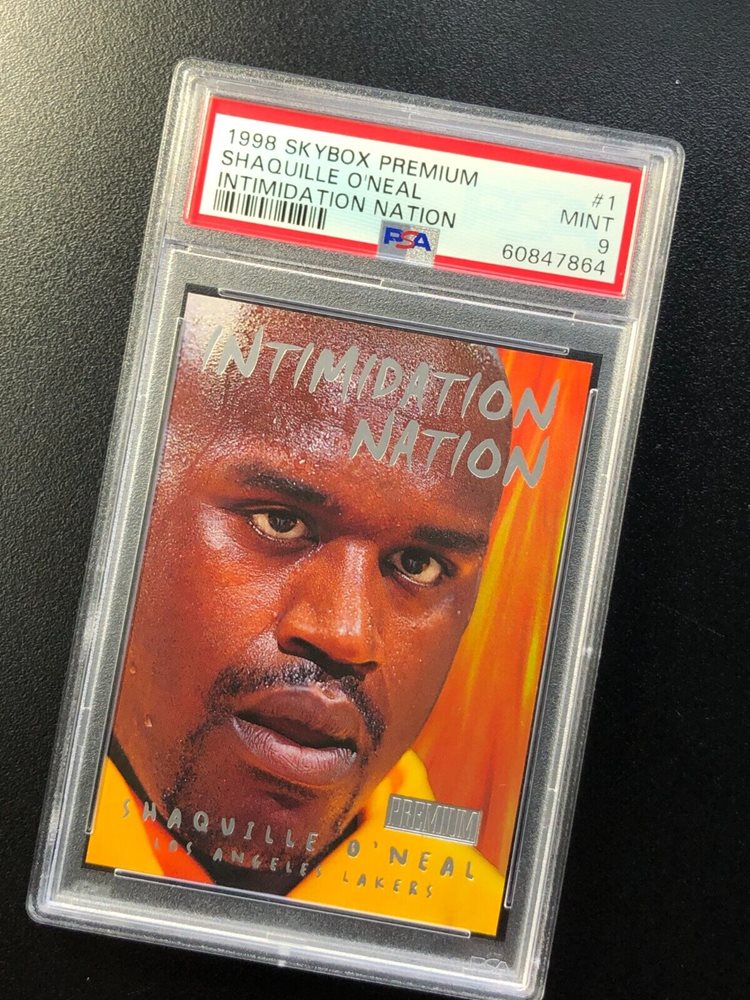 1998 SKYBOX PREMIUM
SHAQUILLE O'NEAL
INTIMIDATION NATION
#1
MINT
9
60847864
PSA
INTIMIDATION
NATION
PREMIUM
SHAQUILLE O'NEAL
LOS ANGELES LAKERS
PSA